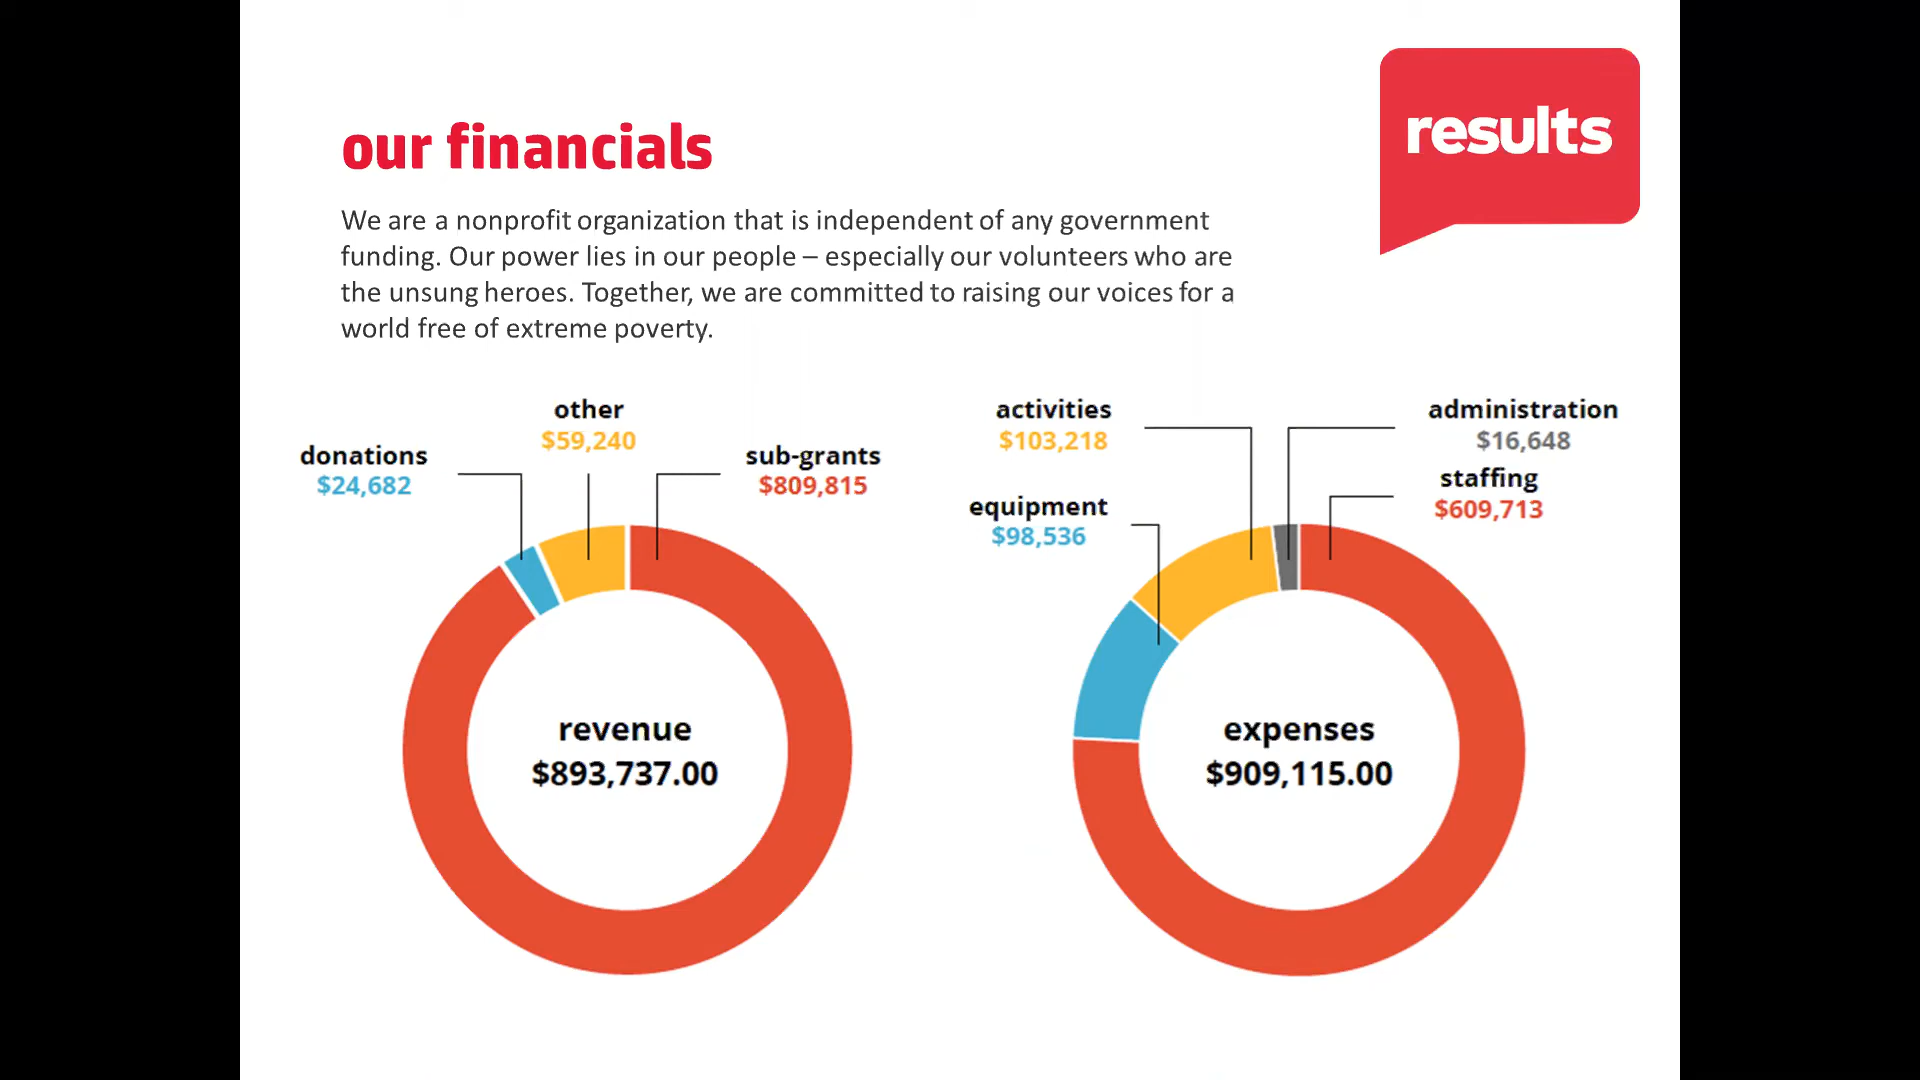 results
our financials
We are a nonprofit organization that is independent of any government
funding. Our power lies in our people – especially our volunteers who are
the unsung heroes. Together, we are committed to raising our voices for a
world free of extreme poverty.
other
$59,240
donations
$24,682
sub-grants
$809,815
revenue
$893,737.00
activities
$103,218
administration
$16,648
staffing
$609,713
equipment
$98,536
expenses
$909,115.00